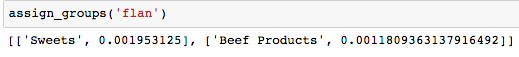 assign_groups('flan')
[['Sweets', 0.001953125], ['Beef Products', 0.0011809363137916492]]